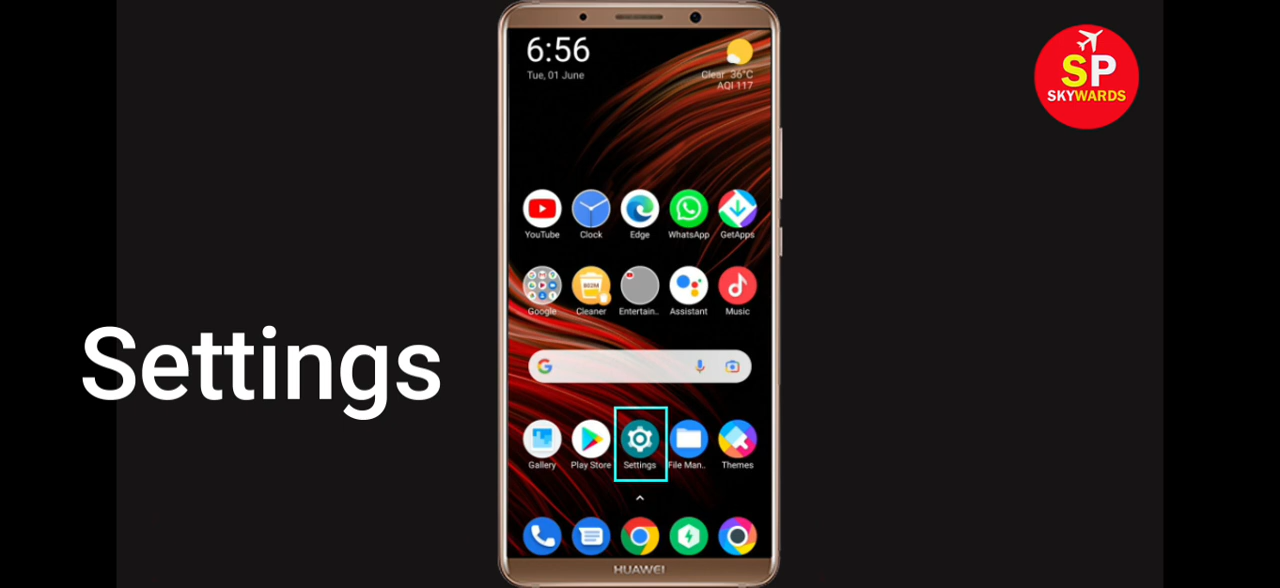 6:56
Tue, 01 June
Clear 36°C
AQI 117
SP
SKYWARDS
YouTube
Clock
Edge
WhatsApp
GetApps
Google
Cleaner
Entertain..
Assistant
Music
Settings
Gallery
Play Store
Settings
File Man..
Themes
HUAWEI